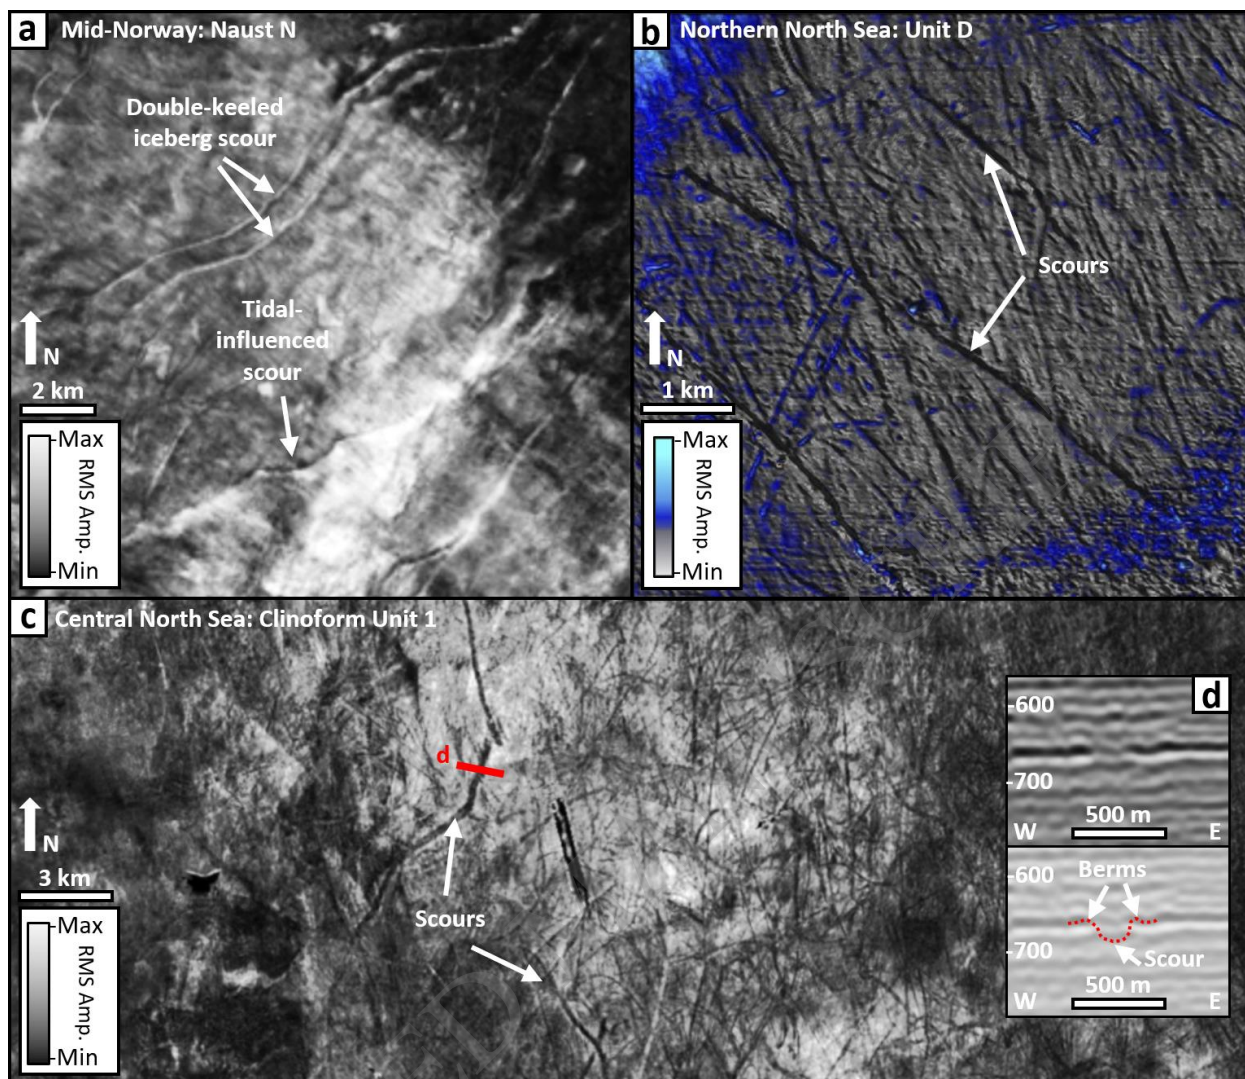 a Mid-Norway: Naust N
Double-keeled
iceberg scour
Tidal-
influenced
scour
N
2 km
Max
RMS Amp.
Min
b Northern North Sea: Unit D
Scours
N
1 km
Max
RMS Amp.
Min
c Central North Sea: Clinoform Unit 1
d
Scours
N
3 km
Max
RMS Amp.
Min
d
-600
-700
500 m
W E
-600
Berms
-700
Scour
500 m
W E